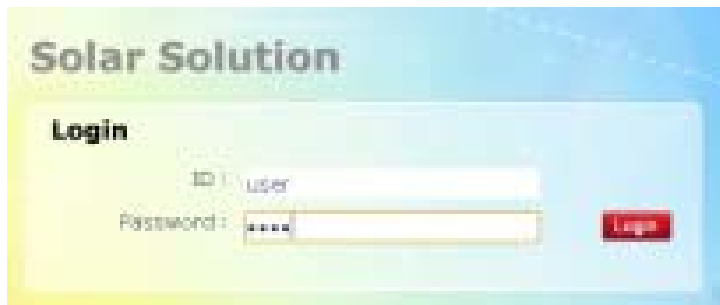 Solar Solution
Login
ID : user
Password : ••••
Login